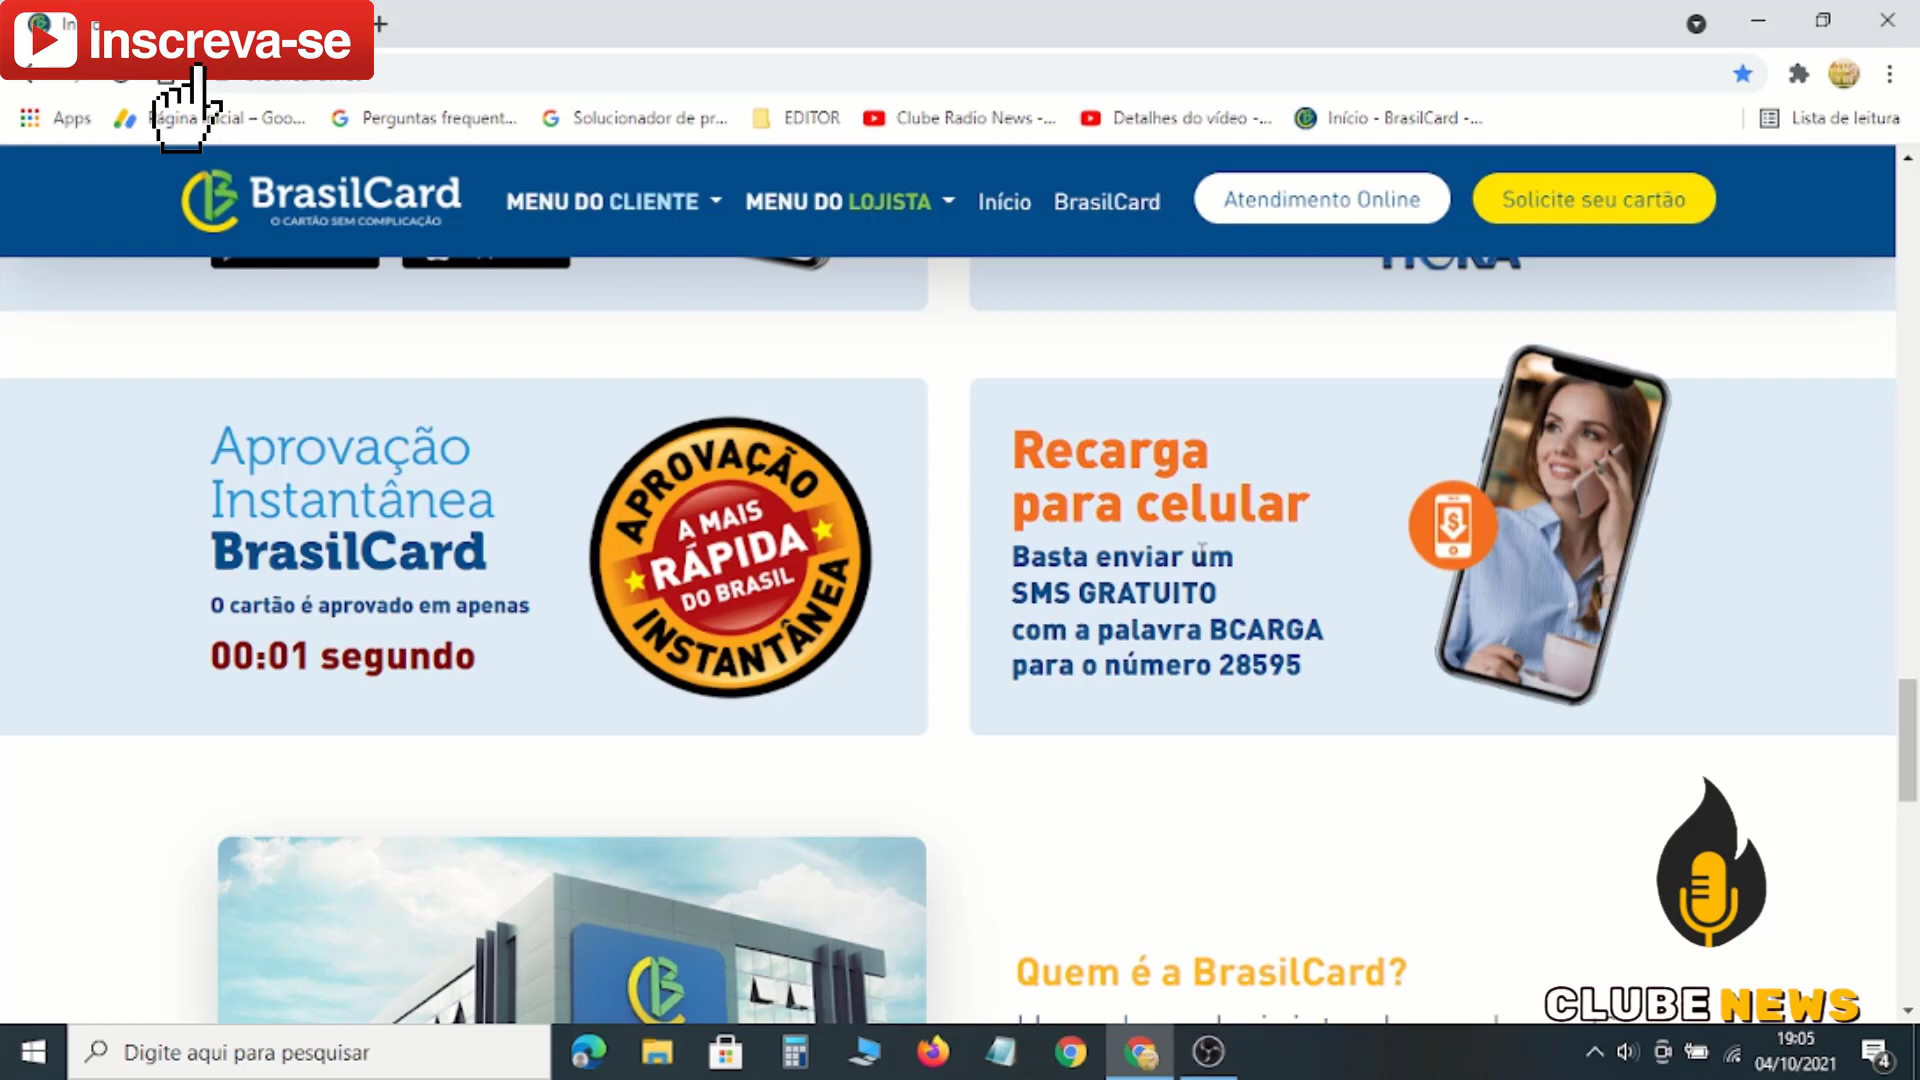 inscreva-se
Apps
Página inicial – Goo...
Perguntas frequent...
Solucionador de pr...
EDITOR
Clube Radio News -...
Detalhes do vídeo -...
Início - BrasilCard -...
Lista de leitura
BrasilCard
O CARTÃO SEM COMPLICAÇÃO
MENU DO CLIENTE
MENU DO LOJISTA
Início
BrasilCard
Atendimento Online
Solicite seu cartão
Aprovação
Instantânea
BrasilCard
O cartão é aprovado em apenas
00:01 segundo
APROVAÇÃO
A MAIS
RÁPIDA
DO BRASIL
INSTANTÂNEA
Recarga
para celular
Basta enviar um
SMS GRATUITO
com a palavra BCARGA
para o número 28595
Quem é a BrasilCard?
CLUBE NEWS
Digite aqui para pesquisar
19:05
04/10/2021
4